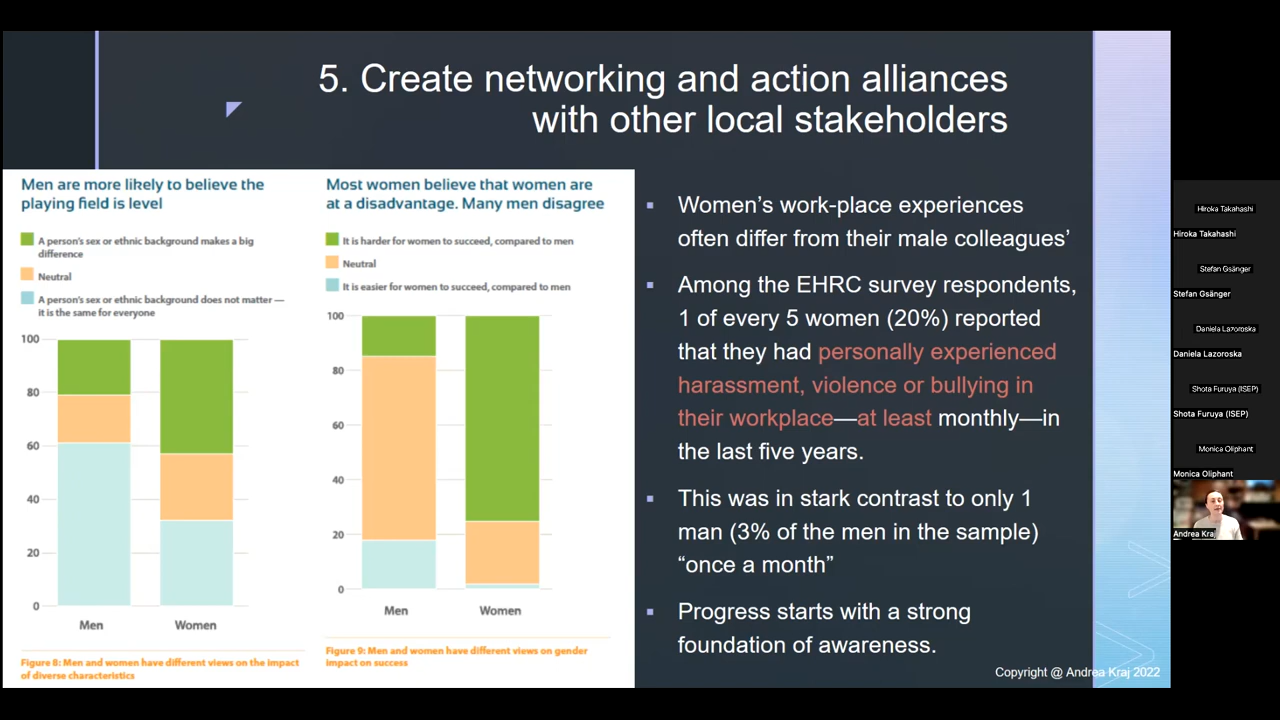 5. Create networking and action alliances
with other local stakeholders
Men are more likely to believe the
playing field is level
A person's sex or ethnic background makes a big
difference
Neutral
A person's sex or ethnic background does not matter —
it is the same for everyone
100
80
60
40
20
0
Men
Women
Figure 8: Men and women have different views on the impact
of diverse characteristics
Most women believe that women are
at a disadvantage. Many men disagree
It is harder for women to succeed, compared to men
Neutral
It is easier for women to succeed, compared to men
100
80
60
40
20
0
Men
Women
Figure 9: Men and women have different views on gender
impact on success
Women's work-place experiences
often differ from their male colleagues'
Among the EHRC survey respondents,
1 of every 5 women (20%) reported
that they had personally experienced
harassment, violence or bullying in
their workplace—at least monthly—in
the last five years.
This was in stark contrast to only 1
man (3% of the men in the sample)
“once a month”
Progress starts with a strong
foundation of awareness.
Copyright @ Andrea Kraj 2022
Hiroka Takahashi
Hiroka Takahashi
Stefan Gsänger
Stefan Gsänger
Daniela Lazoroska
Daniela Lazoroska
Shota Furuya (ISEP)
Shota Furuya (ISEP)
Monica Oliphant
Monica Oliphant
Andrea Kraj